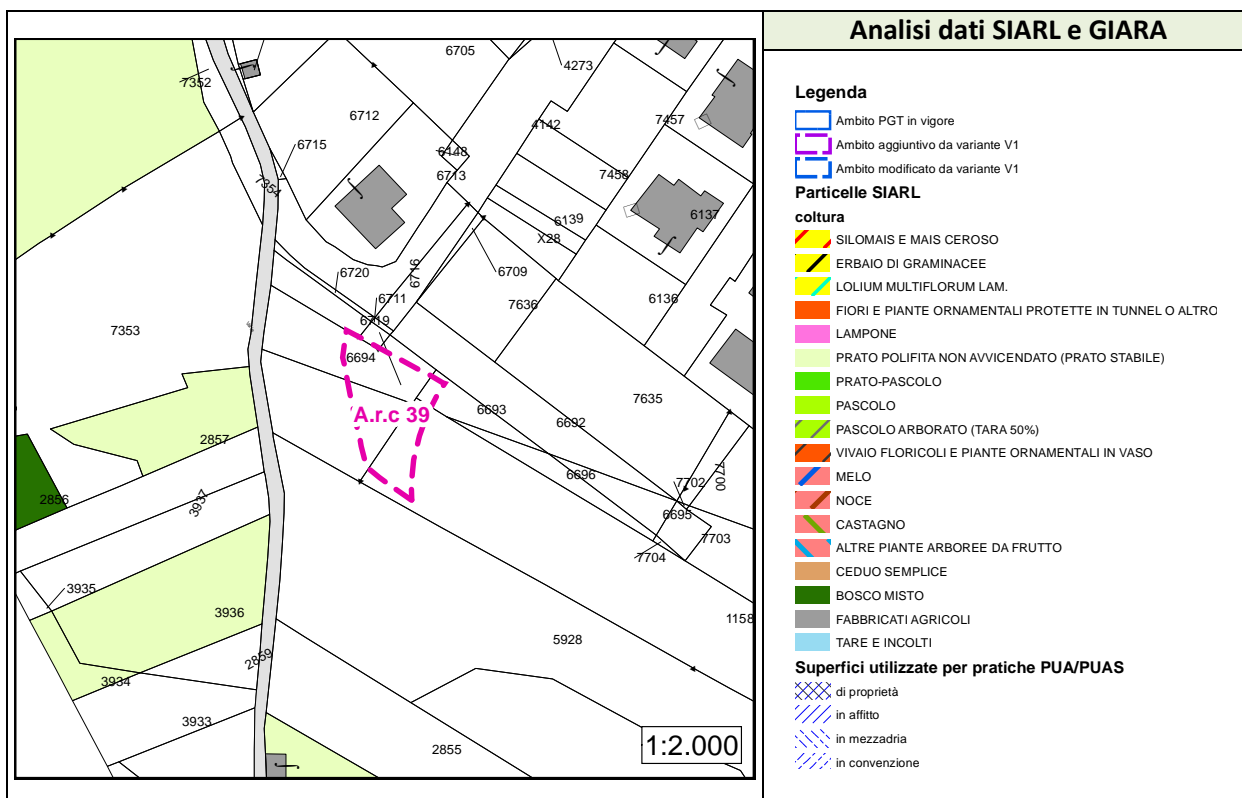 Analisi dati SIARL e GIARA
6705
4273
7352
6712
4142
7457
6715
6148
6713
7458
7354
6139
6137
X28
6709
6720
6716
6711
7636
6136
6719
7353
6694
A.r.c 39
6693
7635
6692
2857
6696
7702
7700
2856
3937
6695
7703
7704
3935
3936
1158
5928
2859
3934
3933
2855
1:2.000
Legenda
Ambito PGT in vigore
Ambito aggiuntivo da variante V1
Ambito modificato da variante V1
Particelle SIARL
coltura
SILOMAIS E MAIS CEROSO
ERBAIO DI GRAMINACEE
LOLIUM MULTIFLORUM LAM.
FIORI E PIANTE ORNAMENTALI PROTETTE IN TUNNEL O ALTRO
LAMPONE
PRATO POLIFITA NON AVVICENDATO (PRATO STABILE)
PRATO-PASCOLO
PASCOLO
PASCOLO ARBORATO (TARA 50%)
VIVAIO FLORICOLI E PIANTE ORNAMENTALI IN VASO
MELO
NOCE
CASTAGNO
ALTRE PIANTE ARBOREE DA FRUTTO
CEDUO SEMPLICE
BOSCO MISTO
FABBRICATI AGRICOLI
TARE E INCOLTI
Superfici utilizzate per pratiche PUA/PUAS
di proprietà
in affitto
in mezzadria
in convenzione